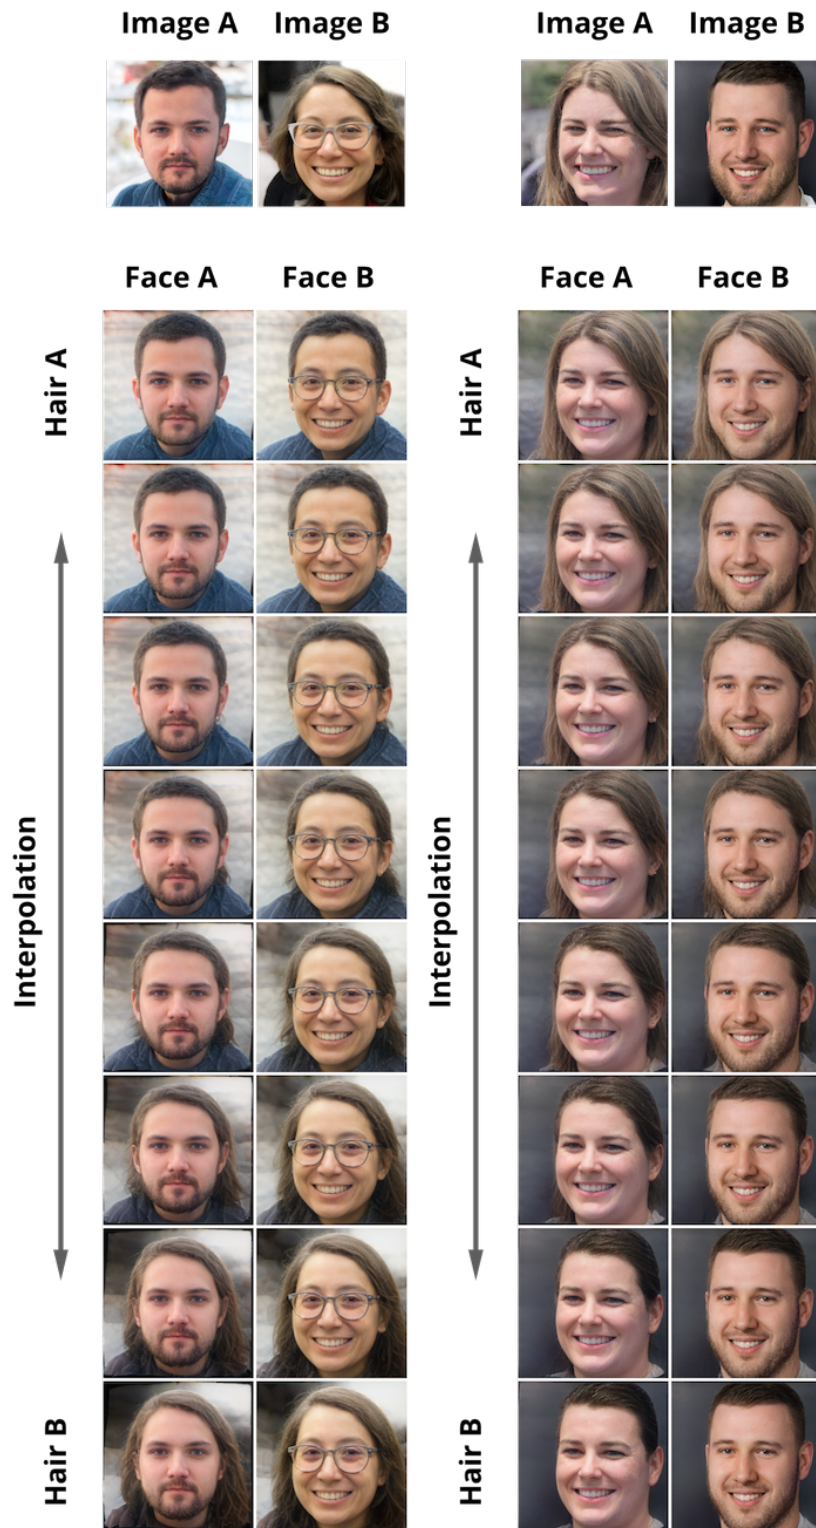 Image A Image B Image A Image B
Face A Face B Face A Face B
Hair A Hair A
Interpolation Interpolation
Hair B Hair B